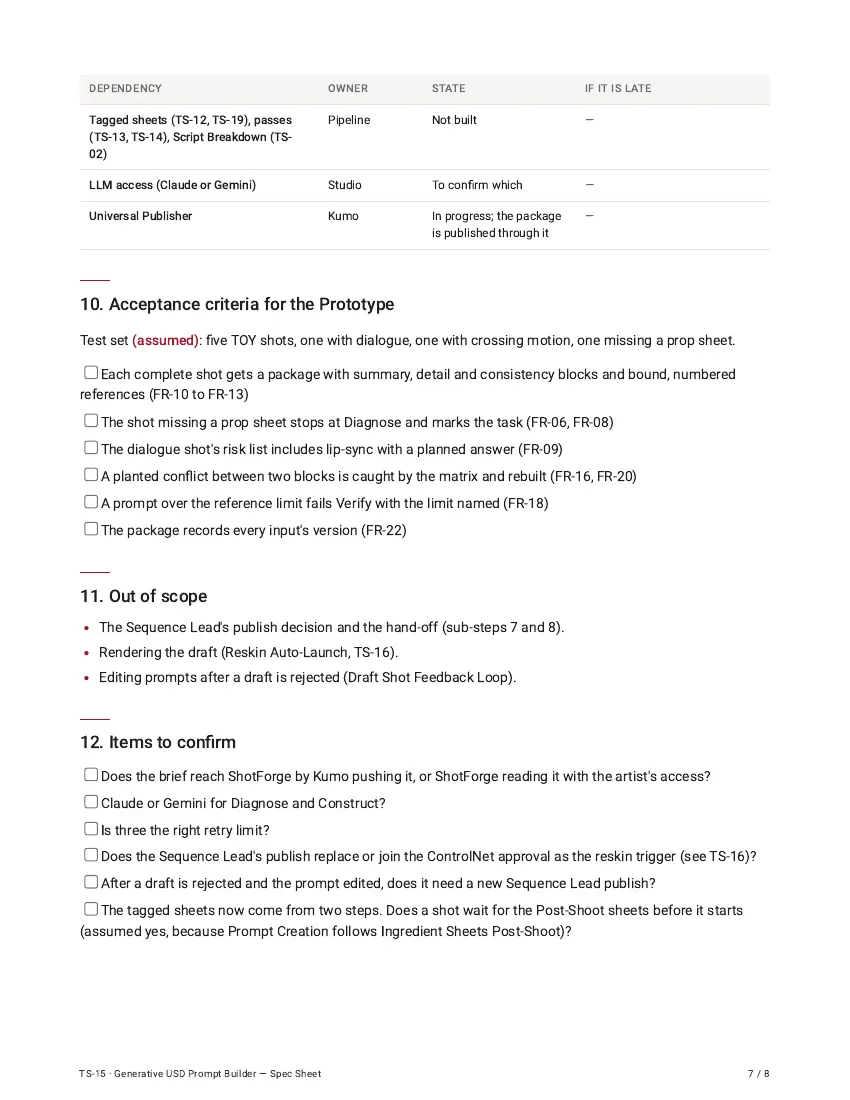 DEPENDENCY OWNER STATE IF IT IS LATE
Tagged sheets (TS-12, TS-19), passes Pipeline Not built —
(TS-13, TS-14), Script Breakdown (TS-
02)
LLM access (Claude or Gemini) Studio To confirm which —
Universal Publisher Kumo In progress; the package —
is published through it
10. Acceptance criteria for the Prototype
Test set (assumed): five TOY shots, one with dialogue, one with crossing motion, one missing a prop sheet.
Each complete shot gets a package with summary, detail and consistency blocks and bound, numbered
references (FR-10 to FR-13)
The shot missing a prop sheet stops at Diagnose and marks the task (FR-06, FR-08)
The dialogue shot's risk list includes lip-sync with a planned answer (FR-09)
A planted conflict between two blocks is caught by the matrix and rebuilt (FR-16, FR-20)
A prompt over the reference limit fails Verify with the limit named (FR-18)
The package records every input's version (FR-22)
11. Out of scope
• The Sequence Lead's publish decision and the hand-off (sub-steps 7 and 8).
• Rendering the draft (Reskin Auto-Launch, TS-16).
• Editing prompts after a draft is rejected (Draft Shot Feedback Loop).
12. Items to confirm
Does the brief reach ShotForge by Kumo pushing it, or ShotForge reading it with the artist's access?
Claude or Gemini for Diagnose and Construct?
Is three the right retry limit?
Does the Sequence Lead's publish replace or join the ControlNet approval as the reskin trigger (see TS-16)?
After a draft is rejected and the prompt edited, does it need a new Sequence Lead publish?
The tagged sheets now come from two steps. Does a shot wait for the Post-Shoot sheets before it starts
(assumed yes, because Prompt Creation follows Ingredient Sheets Post-Shoot)?
TS-15 · Generative USD Prompt Builder — Spec Sheet 7 / 8